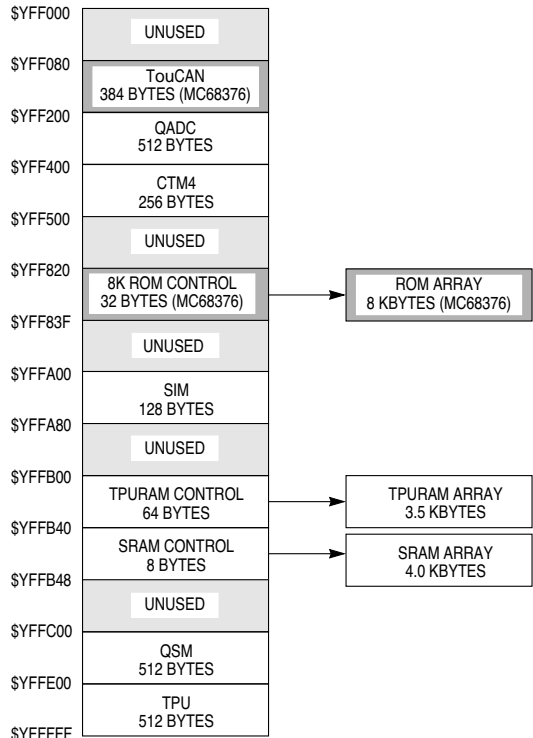 $YFF000
UNUSED
$YFF080
TouCAN
384 BYTES (MC68376)
$YFF200
QADC
512 BYTES
$YFF400
CTM4
256 BYTES
$YFF500
UNUSED
$YFF820
8K ROM CONTROL
32 BYTES (MC68376)
ROM ARRAY
8 KBYTES (MC68376)
$YFF83F
UNUSED
$YFFA00
SIM
128 BYTES
$YFFA80
UNUSED
$YFFB00
TPURAM CONTROL
64 BYTES
TPURAM ARRAY
3.5 KBYTES
$YFFB40
SRAM CONTROL
8 BYTES
SRAM ARRAY
4.0 KBYTES
$YFFB48
UNUSED
$YFFC00
QSM
512 BYTES
$YFFE00
TPU
512 BYTES
$YFFFFF